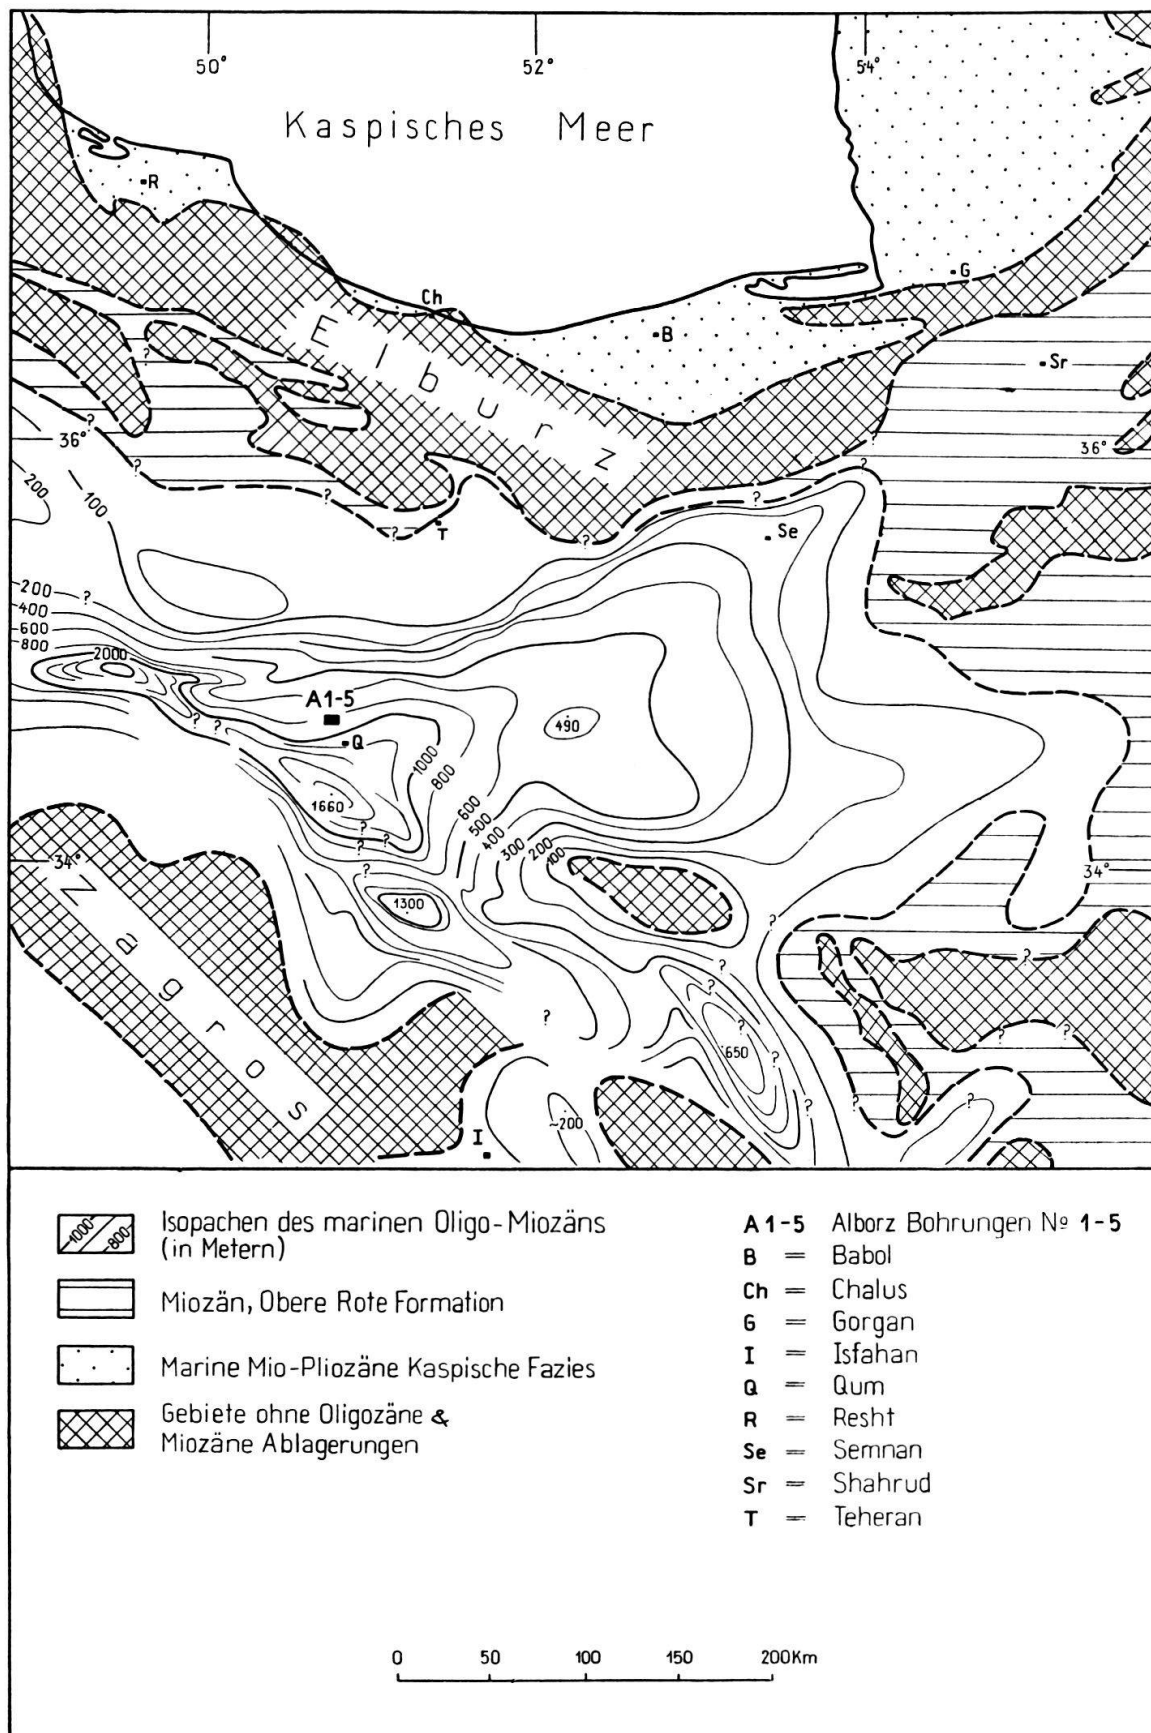 50°
52°
54°
Kaspisches Meer
R
G
Ch
B
Elburz
Sr
?
?
36°
?
36°
200
100
?
?
?
T
?
?
Se
?
200
?
400
600
800
2000
A1-5
490
?
?
Q
1000
800
1660
600
500
400
300
200
100
?
?
?
?
34°
34°
1300
?
Zagros
?
?
?
?
?
?
?
?
650
?
?
?
?
?
~200
I
Isopachen des marinen Oligo-Miozäns
(in Metern)
1000
800
Miozän, Obere Rote Formation
Marine Mio-Pliozäne Kaspische Fazies
Gebiete ohne Oligozäne &
Miozäne Ablagerungen
A1-5 Alborz Bohrungen Nº 1-5
B = Babol
Ch = Chalus
G = Gorgan
I = Isfahan
Q = Qum
R = Resht
Se = Semnan
Sr = Shahrud
T = Teheran
0 50 100 150 200Km